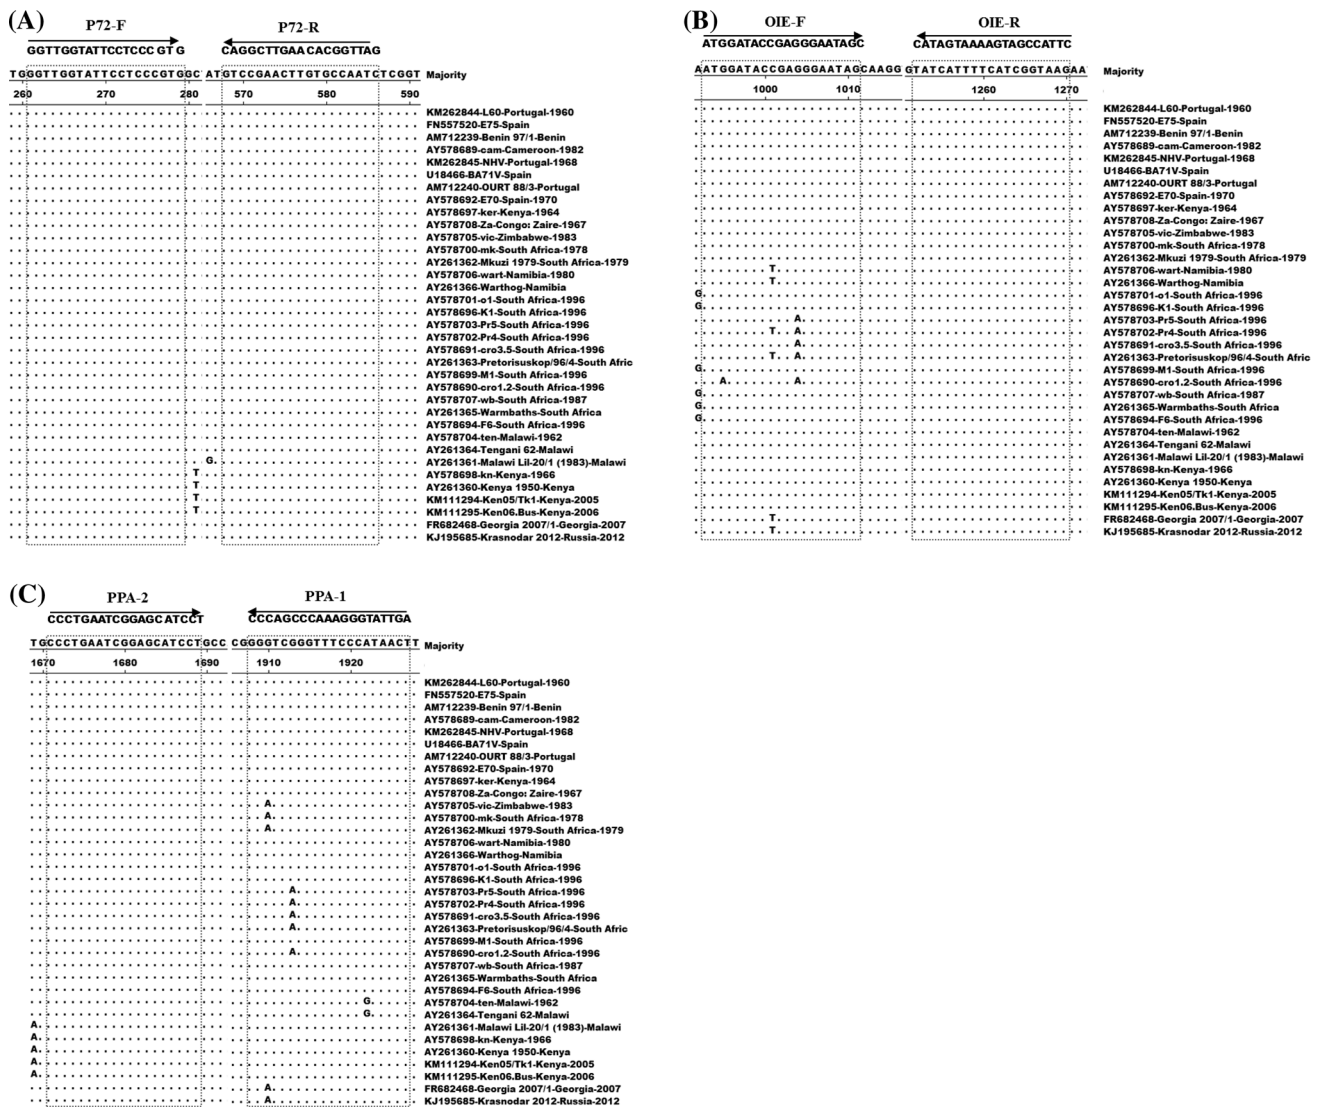 (A)
P72-F P72-R
GGTTGGTATTCCTCCC GT G CAGGCTTGAA CACGGTTAG
TGGGTTGGTATTCCTCCCGTGGC ATGTCCGAACTTGTGCCAATCTCGGT Majority
260 270 280 570 580 590
KM262844-L60-Portugal-1960
FN557520-E75-Spain
AM712239-Benin 97/1-Benin
AY578689-cam-Cameroon-1982
KM262845-NHV-Portugal-1968
U18466-BA71V-Spain
AM712240-OURT 88/3-Portugal
AY578692-E70-Spain-1970
AY578697-ker-Kenya-1964
AY578708-Za-Congo: Zaire-1967
AY578705-vic-Zimbabwe-1983
AY578700-mk-South Africa-1978
AY261362-Mkuzi 1979-South Africa-1979
AY578706-wart-Namibia-1980
AY261366-Warthog-Namibia
AY578701-o1-South Africa-1996
AY578696-K1-South Africa-1996
AY578703-Pr5-South Africa-1996
AY578702-Pr4-South Africa-1996
AY578691-cro3.5-South Africa-1996
AY261363-Pretorisuskop/96/4-South Afric
AY578699-M1-South Africa-1996
AY578690-cro1.2-South Africa-1996
AY578707-wb-South Africa-1987
AY261365-Warmbaths-South Africa
AY578694-F6-South Africa-1996
AY578704-ten-Malawi-1962
AY261364-Tengani 62-Malawi
G AY261361-Malawi Lil-20/1 (1983)-Malawi
T AY578698-kn-Kenya-1966
T AY261360-Kenya 1950-Kenya
T KM111294-Ken05/Tk1-Kenya-2005
T KM111295-Ken06.Bus-Kenya-2006
FR682468-Georgia 2007/1-Georgia-2007
KJ195685-Krasnodar 2012-Russia-2012
(B)
OIE-F OIE-R
ATGGATACCGAGGGAATAGC CATAGTAAAAGTAGCCATTC
AATGGATACCGAGGGAATAGCAAGG GTATCATTTTCATCGGTAAGAA Majority
1000 1010 1260 1270
KM262844-L60-Portugal-1960
FN557520-E75-Spain
AM712239-Benin 97/1-Benin
AY578689-cam-Cameroon-1982
KM262845-NHV-Portugal-1968
U18466-BA71V-Spain
AM712240-OURT 88/3-Portugal
AY578692-E70-Spain-1970
AY578697-ker-Kenya-1964
AY578708-Za-Congo: Zaire-1967
AY578705-vic-Zimbabwe-1983
AY578700-mk-South Africa-1978
AY261362-Mkuzi 1979-South Africa-1979
T AY578706-wart-Namibia-1980
T AY261366-Warthog-Namibia
G AY578701-o1-South Africa-1996
G AY578696-K1-South Africa-1996
A AY578703-Pr5-South Africa-1996
T A AY578702-Pr4-South Africa-1996
A AY578691-cro3.5-South Africa-1996
T A AY261363-Pretorisuskop/96/4-South Afric
G AY578699-M1-South Africa-1996
A A AY578690-cro1.2-South Africa-1996
G AY578707-wb-South Africa-1987
G AY261365-Warmbaths-South Africa
G AY578694-F6-South Africa-1996
AY578704-ten-Malawi-1962
AY261364-Tengani 62-Malawi
AY261361-Malawi Lil-20/1 (1983)-Malawi
AY578698-kn-Kenya-1966
AY261360-Kenya 1950-Kenya
KM111294-Ken05/Tk1-Kenya-2005
KM111295-Ken06.Bus-Kenya-2006
T FR682468-Georgia 2007/1-Georgia-2007
T KJ195685-Krasnodar 2012-Russia-2012
(C)
PPA-2 PPA-1
CCCTGAATCGGAGCATCCT CCCAGCCCAAAGGGTATTGA
TGCCCTGAATCGGAGCATCCTGCC CGGGGTCGGGTTTCCCATAACTT Majority
1670 1680 1690 1910 1920
KM262844-L60-Portugal-1960
FN557520-E75-Spain
AM712239-Benin 97/1-Benin
AY578689-cam-Cameroon-1982
KM262845-NHV-Portugal-1968
U18466-BA71V-Spain
AM712240-OURT 88/3-Portugal
AY578692-E70-Spain-1970
AY578697-ker-Kenya-1964
AY578708-Za-Congo: Zaire-1967
A AY578705-vic-Zimbabwe-1983
A AY578700-mk-South Africa-1978
A AY261362-Mkuzi 1979-South Africa-1979
AY578706-wart-Namibia-1980
AY261366-Warthog-Namibia
AY578701-o1-South Africa-1996
AY578696-K1-South Africa-1996
A AY578703-Pr5-South Africa-1996
A AY578702-Pr4-South Africa-1996
A AY578691-cro3.5-South Africa-1996
A AY261363-Pretorisuskop/96/4-South Afric
AY578699-M1-South Africa-1996
A AY578690-cro1.2-South Africa-1996
AY578707-wb-South Africa-1987
AY261365-Warmbaths-South Africa
AY578694-F6-South Africa-1996
G AY578704-ten-Malawi-1962
G AY261364-Tengani 62-Malawi
A AY261361-Malawi Lil-20/1 (1983)-Malawi
A AY578698-kn-Kenya-1966
A AY261360-Kenya 1950-Kenya
A KM111294-Ken05/Tk1-Kenya-2005
A KM111295-Ken06.Bus-Kenya-2006
A FR682468-Georgia 2007/1-Georgia-2007
A KJ195685-Krasnodar 2012-Russia-2012